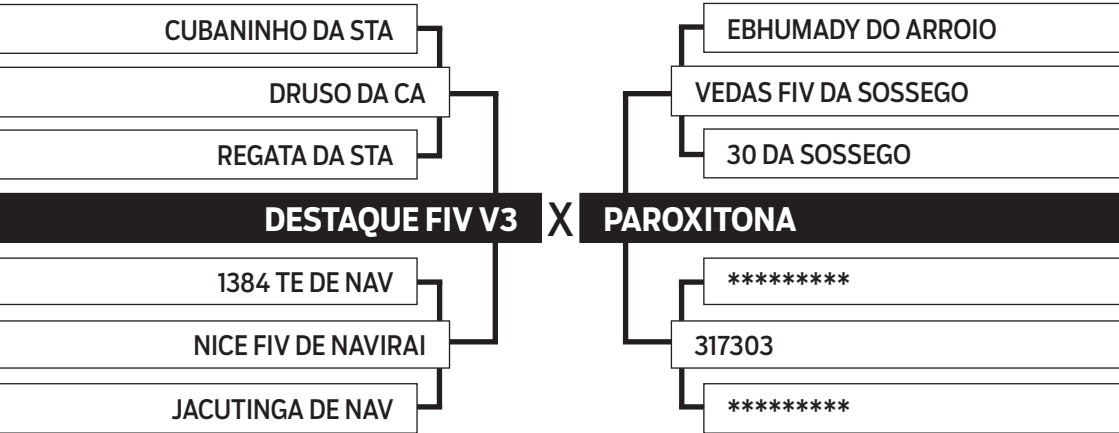 CUBANINHO DA STA
DRUSO DA CA
REGATA DA STA
DESTAQUE FIV V3
1384 TE DE NAV
NICE FIV DE NAVIRAI
JACUTINGA DE NAV
X
EBHUMADY DO ARROIO
VEDAS FIV DA SOSSEGO
30 DA SOSSEGO
PAROXITONA
*********
317303
*********